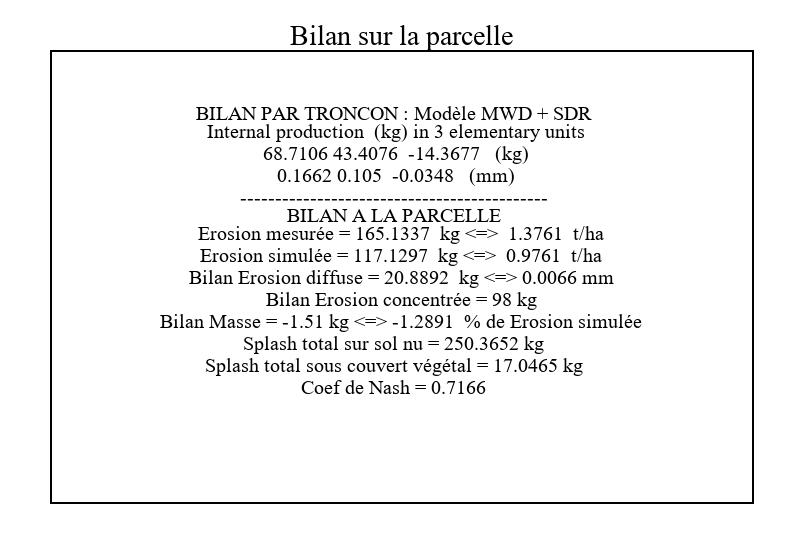 Bilan sur la parcelle
BILAN PAR TRONCON : Modèle MWD + SDR
Internal production  (kg) in 3 elementary units
68.7106 43.4076  -14.3677   (kg)
0.1662 0.105  -0.0348   (mm)
--------------------------------------------
BILAN A LA PARCELLE
Erosion mesurée = 165.1337  kg <=>  1.3761  t/ha
Erosion simulée = 117.1297  kg <=>  0.9761  t/ha
Bilan Erosion diffuse = 20.8892  kg <=> 0.0066 mm
Bilan Erosion concentrée = 98 kg
Bilan Masse = -1.51 kg <=> -1.2891  % de Erosion simulée
Splash total sur sol nu = 250.3652 kg
Splash total sous couvert végétal = 17.0465 kg
Coef de Nash = 0.7166